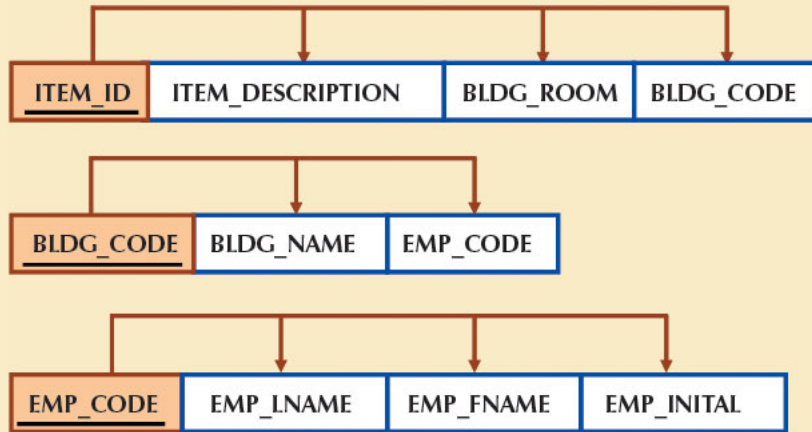 ITEM_ID ITEM_DESCRIPTION BLDG_ROOM BLDG_CODE
BLDG_CODE BLDG_NAME EMP_CODE
EMP_CODE EMP_LNAME EMP_FNAME EMP_INITAL